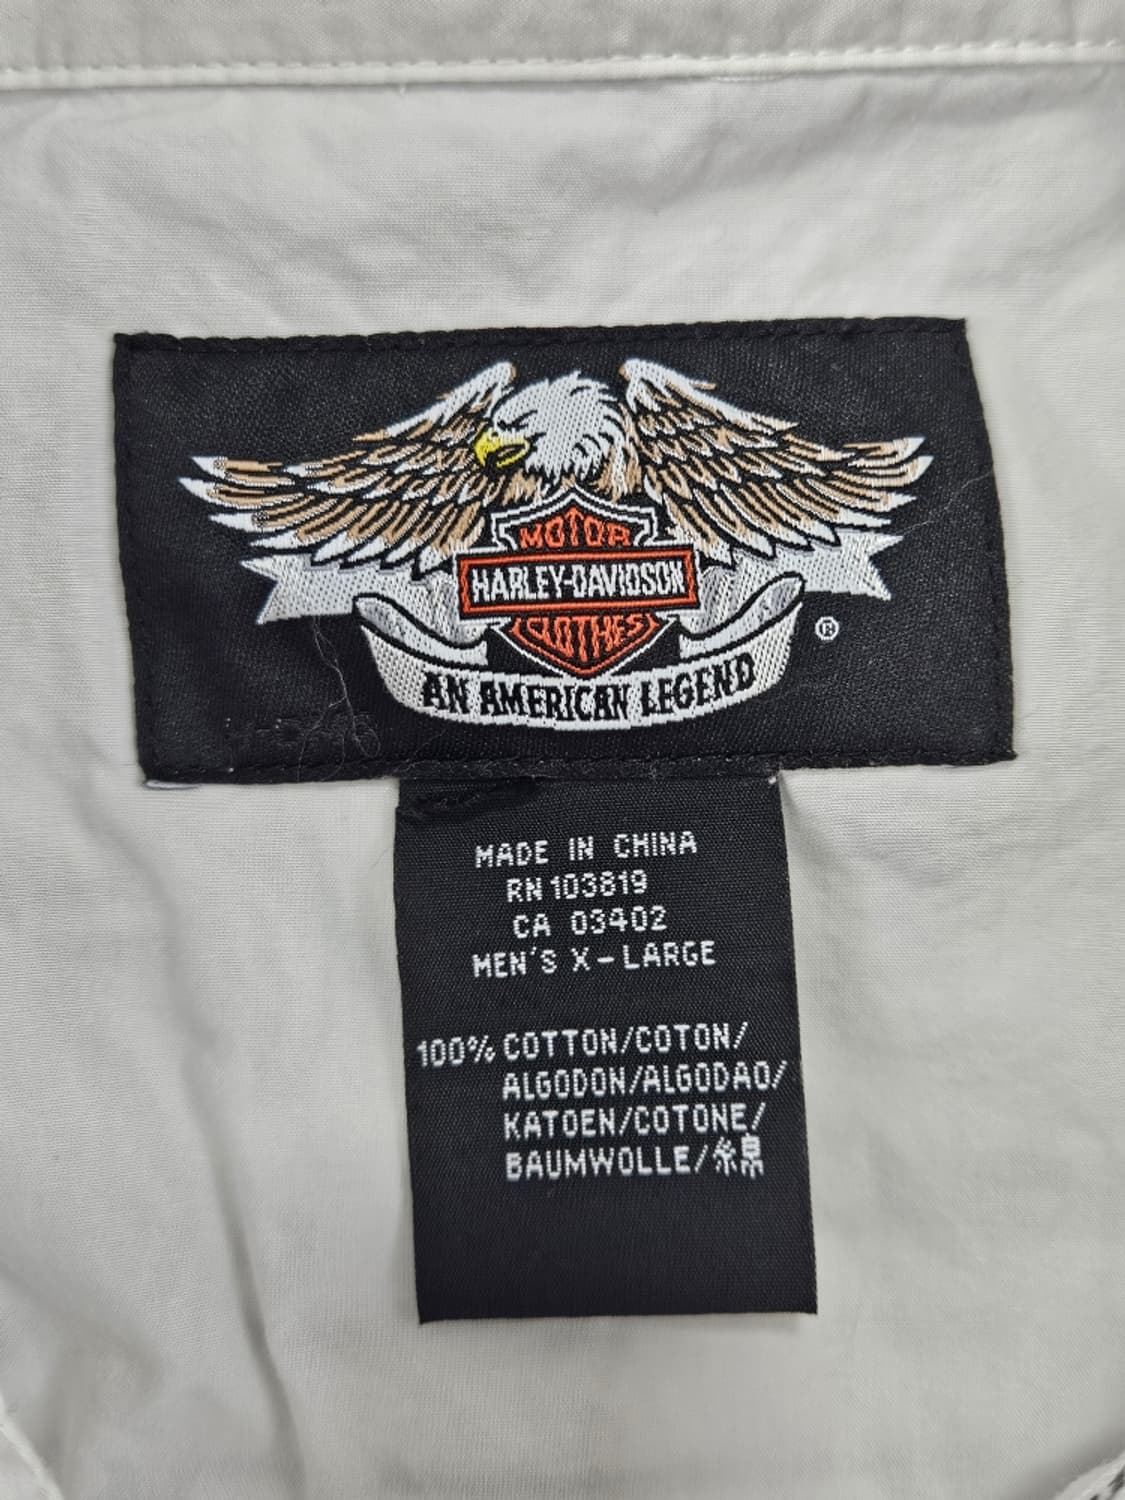 MOTOR
HARLEY-DAVIDSON
CLOTHES
®
AN AMERICAN LEGEND
MADE IN CHINA
RN 103819
CA 03402
MEN'S X-LARGE
100% COTTON/COTON/
ALGODON/ALGODAO/
KATOEN/COTONE/
BAUMWOLLE/綿